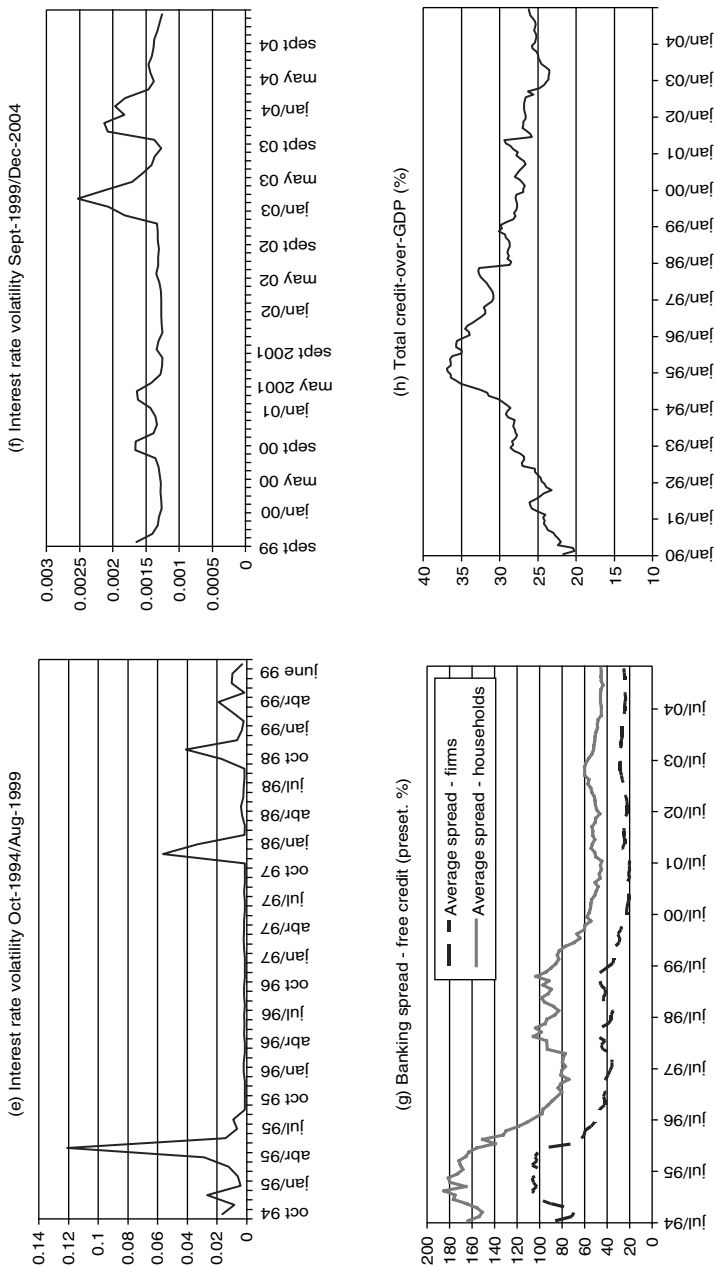 (e) Interest rate volatility Oct-1994/Aug-1999
0.14
0.12
0.1
0.08
0.06
0.04
0.02
0
oct 94
jan/95
abr/95
jul/95
oct 95
jan/96
abr/96
jul/96
oct 96
jan/97
abr/97
jul/97
oct 97
jan/98
abr/98
jul/98
oct 98
jan/99
abr/99
june 99
(f) Interest rate volatility Sept-1999/Dec-2004
0.003
0.0025
0.002
0.0015
0.001
0.0005
0
sept 99
jan/00
may 00
sept 00
jan/01
may 2001
sept 2001
jan/02
may 02
sept 02
jan/03
may 03
sept 03
jan/04
may 04
sept 04
(g) Banking spread - free credit (preset. %)
200
180
160
140
120
100
80
60
40
20
0
Average spread - firms
Average spread - households
jul/94
jul/95
jul/96
jul/97
jul/98
jul/99
jul/00
jul/01
jul/02
jul/03
jul/04
(h) Total credit-over-GDP (%)
40
35
30
25
20
15
10
jan/90
jan/91
jan/92
jan/93
jan/94
jan/95
jan/96
jan/97
jan/98
jan/99
jan/00
jan/01
jan/02
jan/03
jan/04